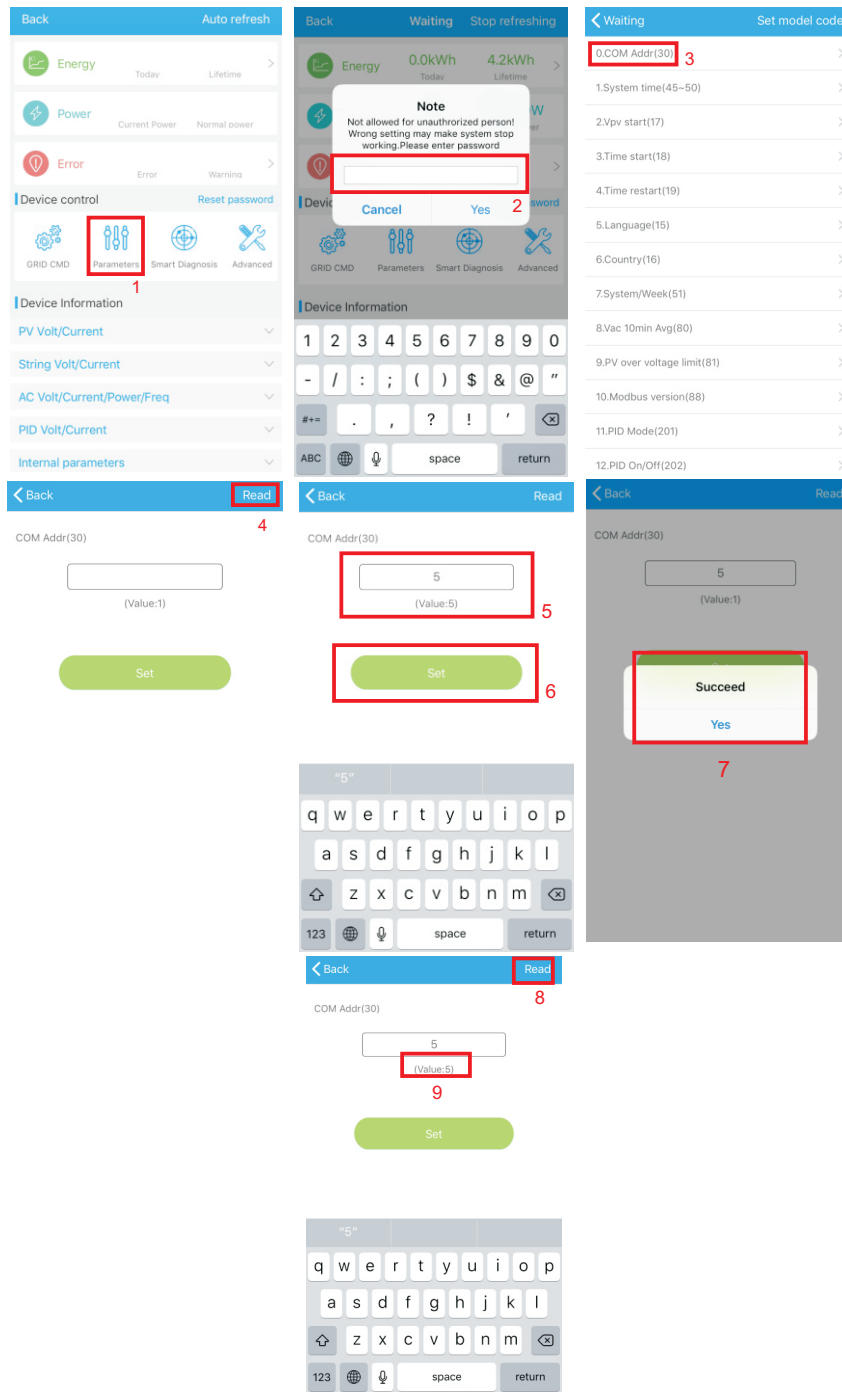 Back Auto refresh
Energy
Today Lifetime
Power
Current Power Normal power
Error
Error Warning
Device control Reset password
GRID CMD Parameters Smart Diagnosis Advanced
1
Device Information
PV Volt/Current
String Volt/Current
AC Volt/Current/Power/Freq
PID Volt/Current
Internal parameters
Back Waiting Stop refreshing
Energy 0.0kWh 4.2kWh
Today Lifetime
W
Note
Not allowed for unauthrorized person!
Wrong setting may make system stop
working.Please enter password
Cancel Yes 2
GRID CMD Parameters Smart Diagnosis Advanced
Device Information
1 2 3 4 5 6 7 8 9 0
- / : ; ( ) $ & @ "
#+= . , ? ! '
ABC space return
Waiting Set model code
0.COM Addr(30) 3
1.System time(45~50)
2.Vpv start(17)
3.Time start(18)
4.Time restart(19)
5.Language(15)
6.Country(16)
7.System/Week(51)
8.Vac 10min Avg(80)
9.PV over voltage limit(81)
10.Modbus version(88)
11.PID Mode(201)
12.PID On/Off(202)
Back Read
4
COM Addr(30)
(Value:1)
Set
Back Read
COM Addr(30)
5
(Value:5)
5
Set
6
"5"
q w e r t y u i o p
a s d f g h j k l
z x c v b n m
123 space return
Back Read
COM Addr(30)
5
(Value:1)
Succeed
Yes
7
Back Read
8
COM Addr(30)
5
(Value:5)
9
Set
"5"
q w e r t y u i o p
a s d f g h j k l
z x c v b n m
123 space return